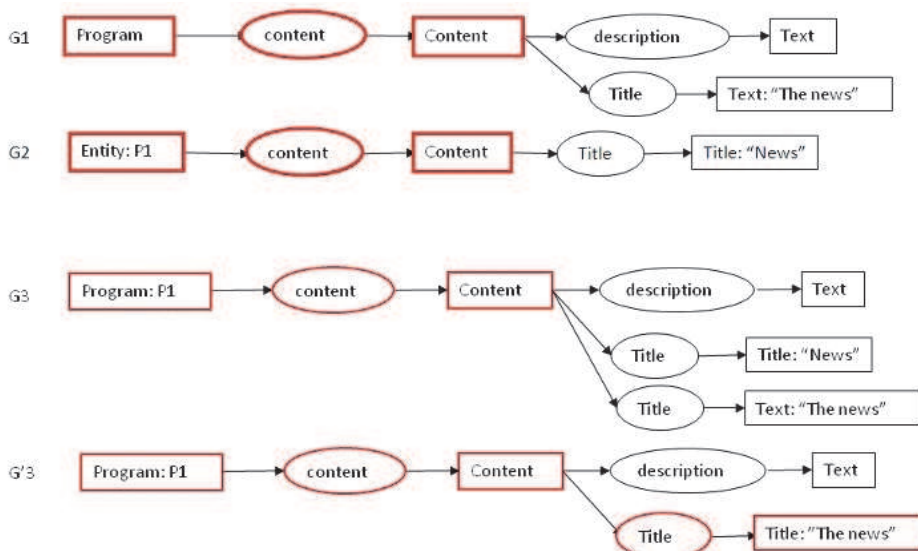 G1 Program content Content description Text
Title Text: “The news”
G2 Entity: P1 content Content Title Title: “News”
G3 Program: P1 content Content description Text
Title Title: “News”
Title Text: “The news”
G’3 Program: P1 content Content description Text
Title Title: “The news”